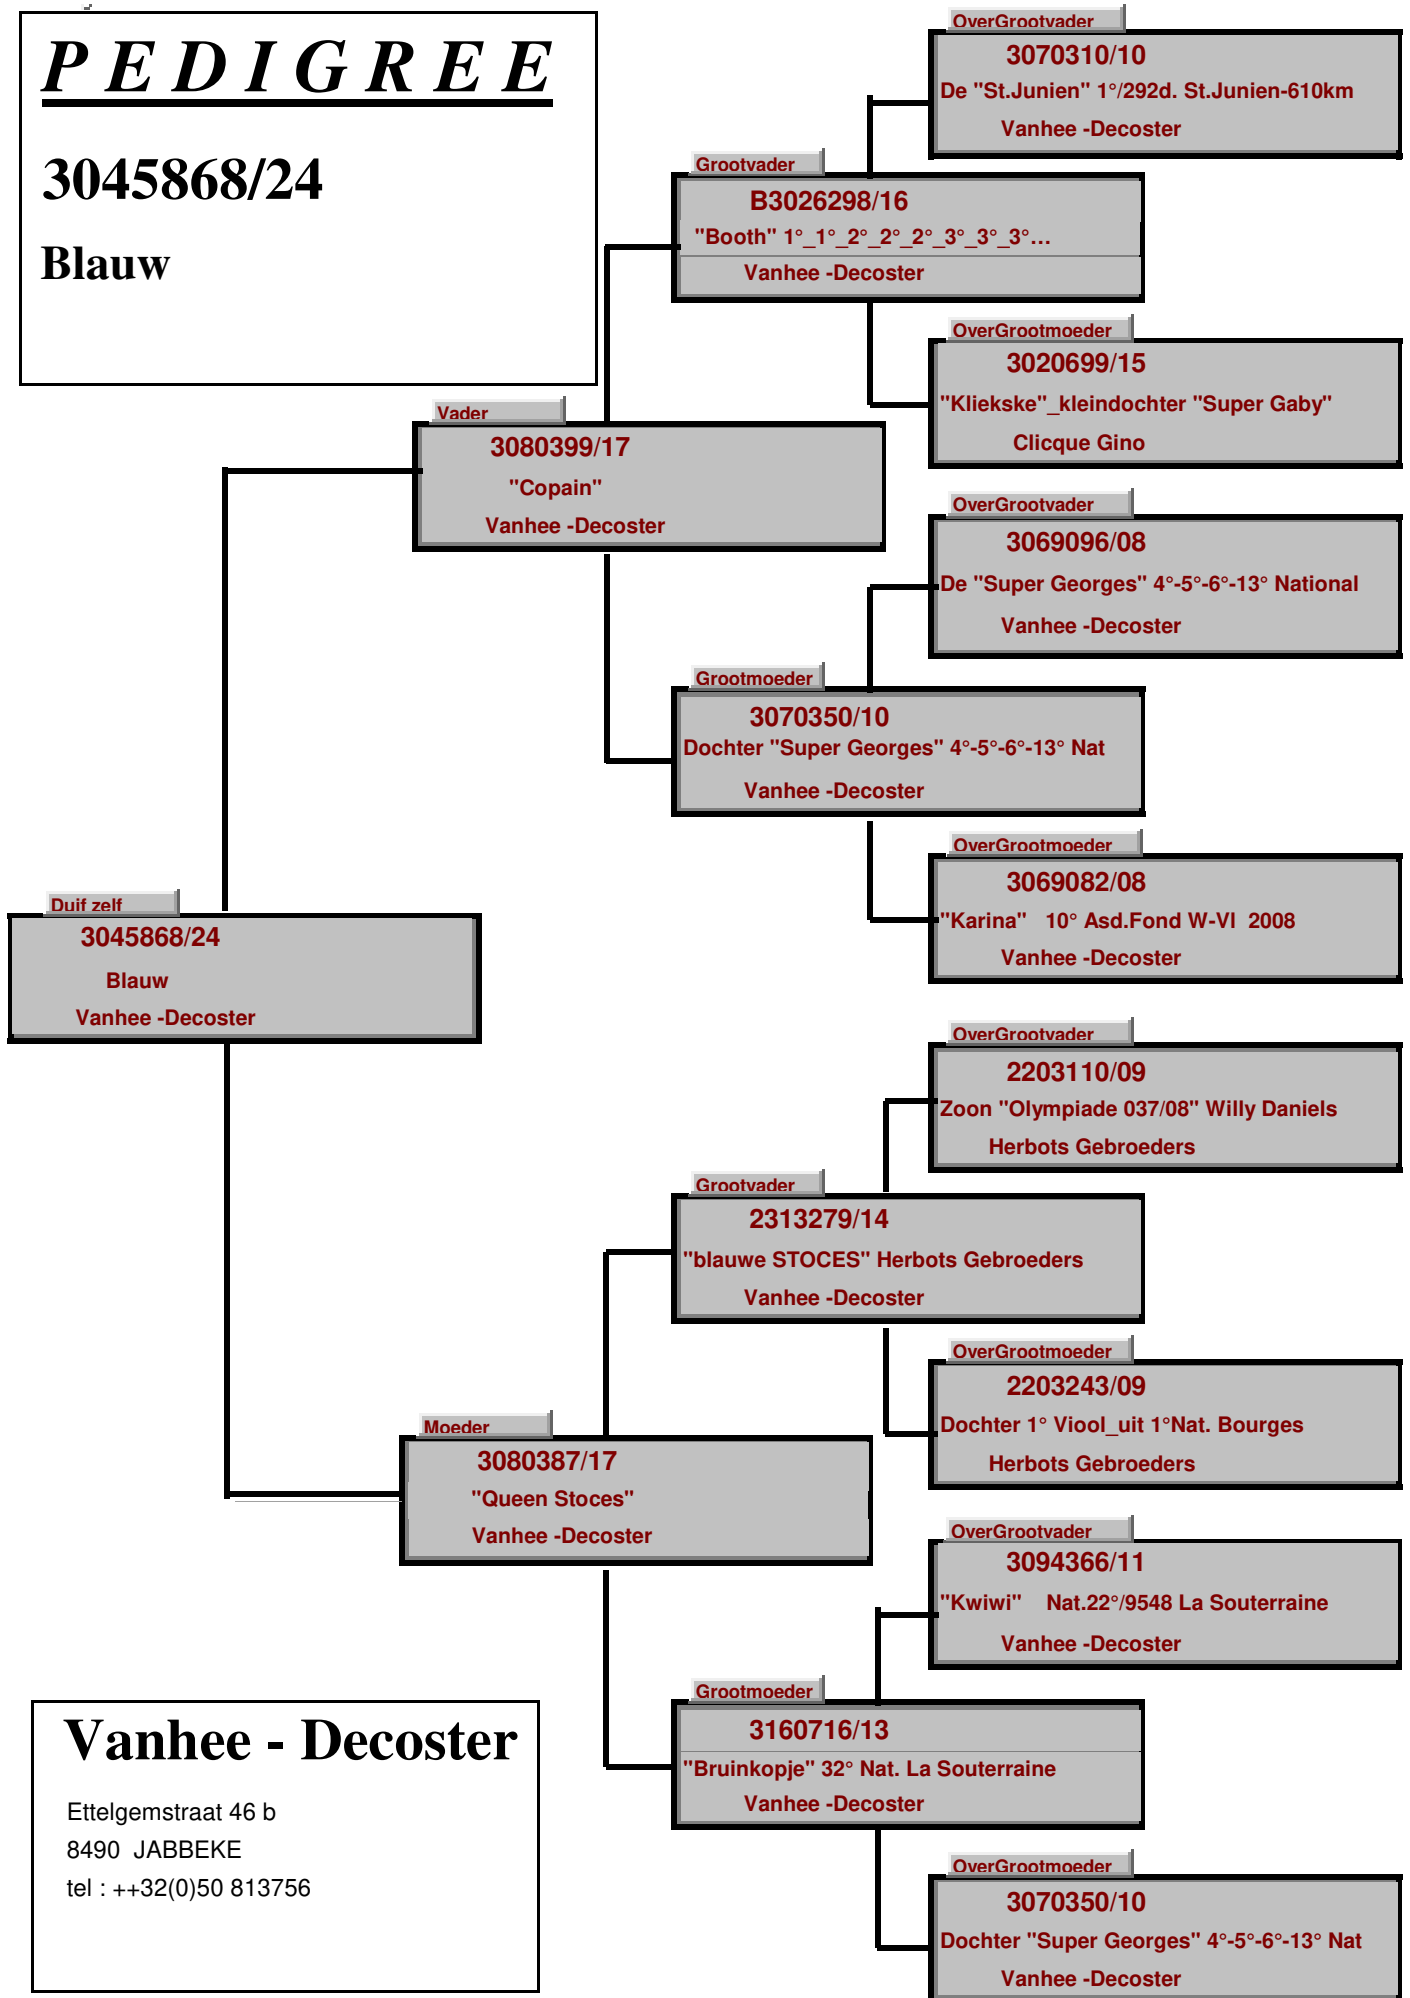 P E D I G R E E
3045868/24
Blauw
OverGrootvader
3070310/10
De "St.Junien" 1°/292d. St.Junien-610km
Vanhee -Decoster
Grootvader
B3026298/16
"Booth" 1°_1°_2°_2°_2°_3°_3°_3°...
Vanhee -Decoster
OverGrootmoeder
3020699/15
"Kliekske"_kleindochter "Super Gaby"
Clicque Gino
Vader
3080399/17
"Copain"
Vanhee -Decoster
OverGrootvader
3069096/08
De "Super Georges" 4°-5°-6°-13° National
Vanhee -Decoster
Grootmoeder
3070350/10
Dochter "Super Georges" 4°-5°-6°-13° Nat
Vanhee -Decoster
OverGrootmoeder
3069082/08
"Karina" 10° Asd.Fond W-Vl 2008
Vanhee -Decoster
Duif zelf
3045868/24
Blauw
Vanhee -Decoster
OverGrootvader
2203110/09
Zoon "Olympiade 037/08" Willy Daniels
Herbots Gebroeders
Grootvader
2313279/14
"blauwe STOCES" Herbots Gebroeders
Vanhee -Decoster
OverGrootmoeder
2203243/09
Dochter 1° Viool_uit 1°Nat. Bourges
Herbots Gebroeders
Moeder
3080387/17
"Queen Stoces"
Vanhee -Decoster
OverGrootvader
3094366/11
"Kwiwi" Nat.22°/9548 La Souterraine
Vanhee -Decoster
Grootmoeder
3160716/13
"Bruinkopje" 32° Nat. La Souterraine
Vanhee -Decoster
OverGrootmoeder
3070350/10
Dochter "Super Georges" 4°-5°-6°-13° Nat
Vanhee -Decoster
Vanhee - Decoster
Ettelgemstraat 46 b
8490 JABBEKE
tel : ++32(0)50 813756